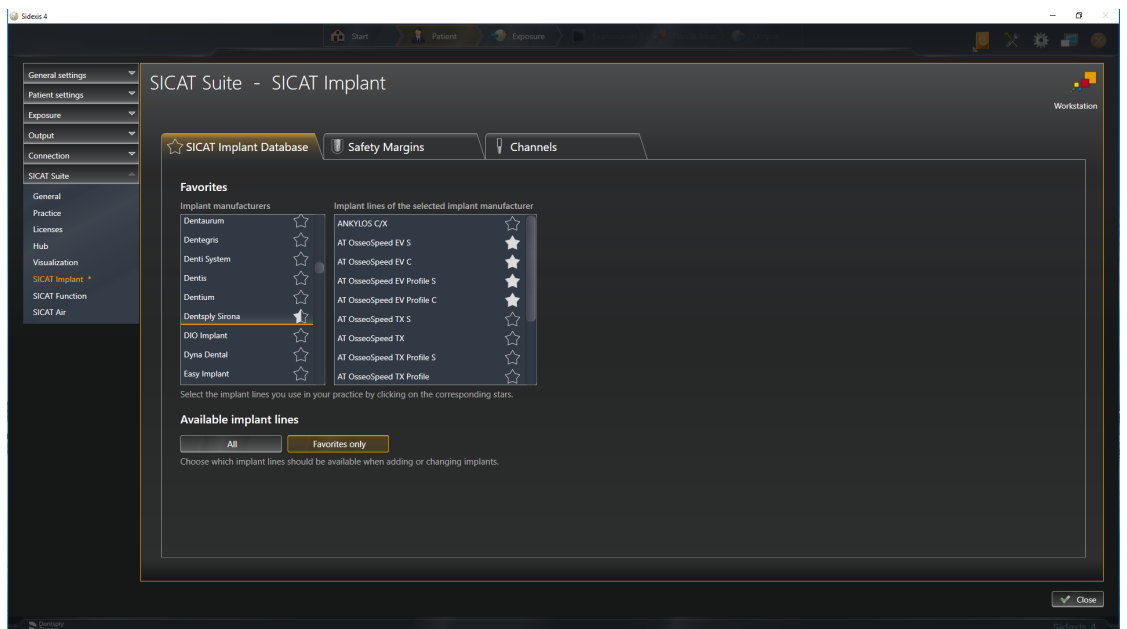 Sidexis 4
Start
Patient
Exposure
General settings
Patient settings
Exposure
Output
Connection
SICAT Suite
General
Practice
Licenses
Hub
Visualization
SICAT Implant *
SICAT Function
SICAT Air
SICAT Suite - SICAT Implant
Workstation
SICAT Implant Database
Safety Margins
Channels
Favorites
Implant manufacturers
Dentaurum
Dentegris
Denti System
Dentis
Dentium
Dentsply Sirona
DIO Implant
Dyna Dental
Easy Implant
Implant lines of the selected implant manufacturer
ANKYLOS C/X
AT OsseoSpeed EV S
AT OsseoSpeed EV C
AT OsseoSpeed EV Profile S
AT OsseoSpeed EV Profile C
AT OsseoSpeed TX S
AT OsseoSpeed TX
AT OsseoSpeed TX Profile S
AT OsseoSpeed TX Profile
Select the implant lines you use in your practice by clicking on the corresponding stars.
Available implant lines
All
Favorites only
Choose which implant lines should be available when adding or changing implants.
Close
Dentsply
Sidexis 4